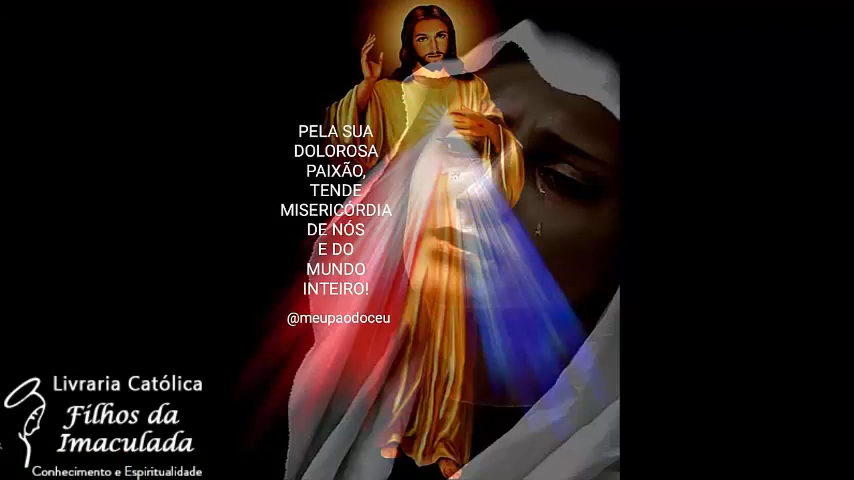 PELA SUA
DOLOROSA
PAIXÃO,
TENDE
MISERICÓRDIA
DE NÓS
E DO
MUNDO
INTEIRO!
@meupaodoceu
Livraria Católica
Filhos da
Imaculada
Conhecimento e Espiritualidade